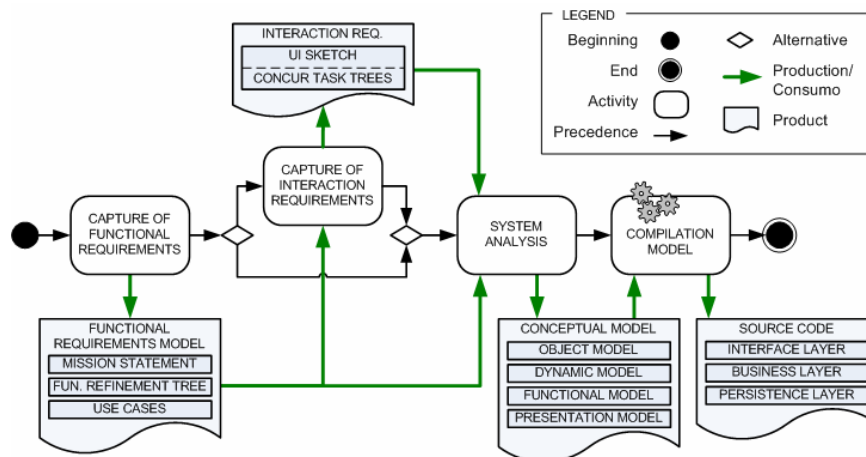 INTERACTION REQ.
UI SKETCH
CONCUR TASK TREES
LEGEND
Beginning
Alternative
End
Production/
Consumo
Activity
Product
Precedence
CAPTURE OF
FUNCTIONAL
REQUIREMENTS
CAPTURE OF
INTERACTION
REQUIREMENTS
SYSTEM
ANALYSIS
COMPILATION
MODEL
FUNCTIONAL
REQUIREMENTS MODEL
MISSION STATEMENT
FUN. REFINEMENT TREE
USE CASES
CONCEPTUAL MODEL
OBJECT MODEL
DYNAMIC MODEL
FUNCTIONAL MODEL
PRESENTATION MODEL
SOURCE CODE
INTERFACE LAYER
BUSINESS LAYER
PERSISTENCE LAYER